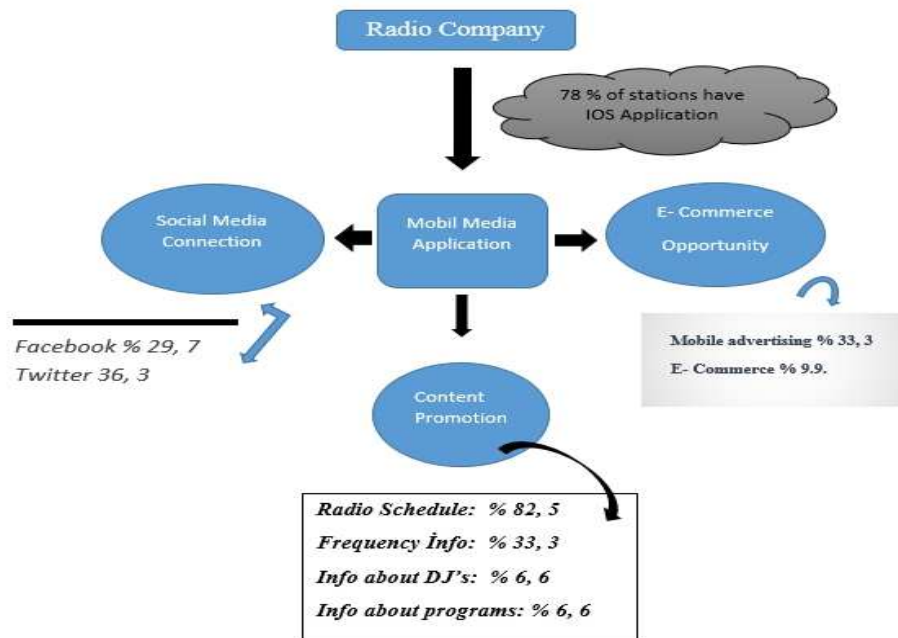 Radio Company
78 % of stations have
IOS Application
Social Media
Connection
Mobil Media
Application
E- Commerce
Opportunity
Facebook % 29, 7
Twitter 36, 3
Mobile advertising % 33, 3
E- Commerce % 9.9.
Content
Promotion
Radio Schedule: % 82, 5
Frequency İnfo: % 33, 3
Info about DJ's: % 6, 6
Info about programs: % 6, 6